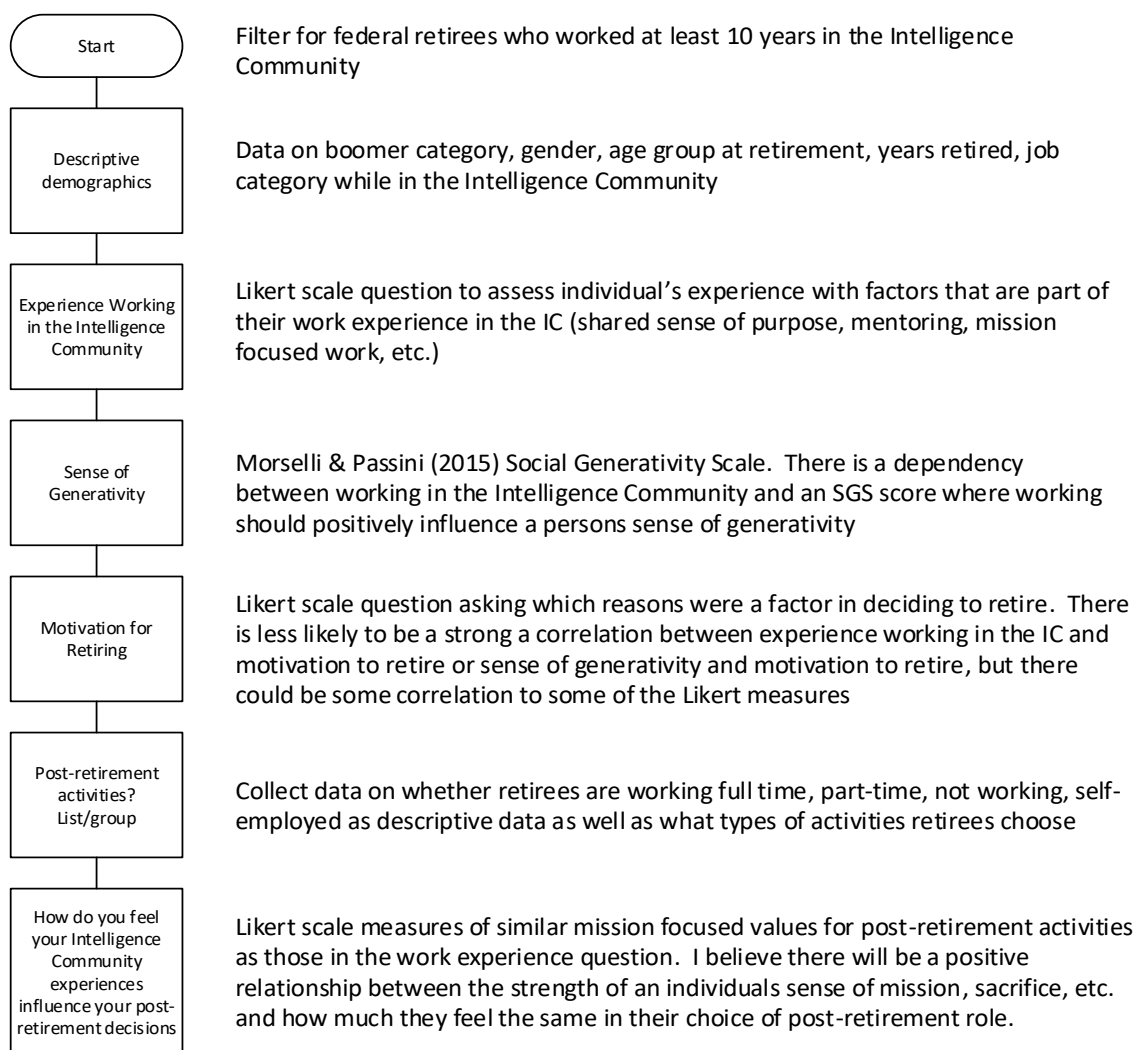 Start
Filter for federal retirees who worked at least 10 years in the Intelligence
Community
Descriptive
demographics
Data on boomer category, gender, age group at retirement, years retired, job
category while in the Intelligence Community
Experience Working
in the Intelligence
Community
Likert scale question to assess individual's experience with factors that are part of
their work experience in the IC (shared sense of purpose, mentoring, mission
focused work, etc.)
Sense of
Generativity
Morselli & Passini (2015) Social Generativity Scale.  There is a dependency
between working in the Intelligence Community and an SGS score where working
should positively influence a persons sense of generativity
Motivation for
Retiring
Likert scale question asking which reasons were a factor in deciding to retire.  There
is less likely to be a strong a correlation between experience working in the IC and
motivation to retire or sense of generativity and motivation to retire, but there
could be some correlation to some of the Likert measures
Post-retirement
activities?
List/group
Collect data on whether retirees are working full time, part-time, not working, self-
employed as descriptive data as well as what types of activities retirees choose
How do you feel
your Intelligence
Community
experiences
influence your post-
retirement decisions
Likert scale measures of similar mission focused values for post-retirement activities
as those in the work experience question.  I believe there will be a positive
relationship between the strength of an individuals sense of mission, sacrifice, etc.
and how much they feel the same in their choice of post-retirement role.